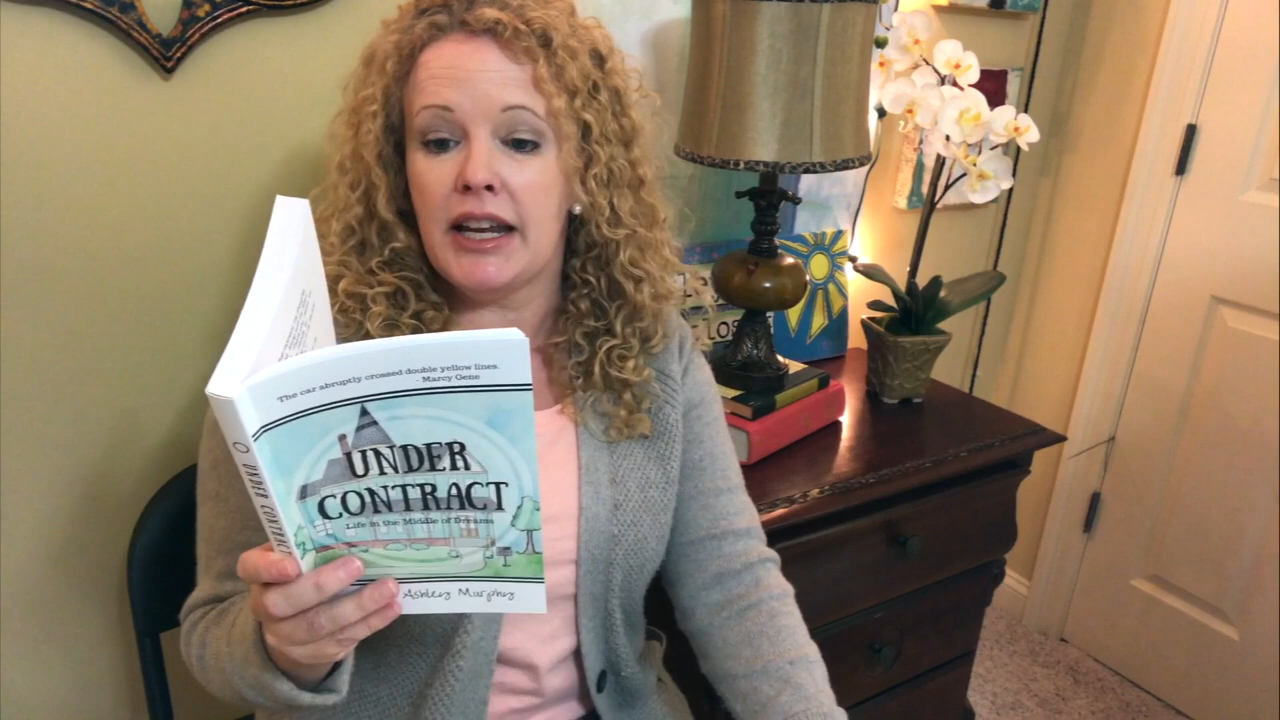 The car abruptly crossed double yellow lines.
- Marcy Gene
UNDER
CONTRACT
Life in the Middle of Dreams
Ashley Murphy
UNDER CONTRACT